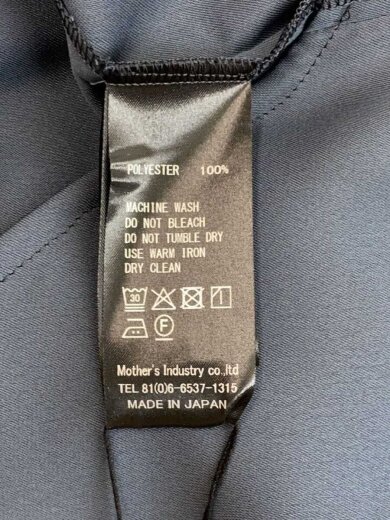 POLYESTER 100%
MACHINE WASH
DO NOT BLEACH
DO NOT TUMBLE DRY
USE WARM IRON
DRY CLEAN
30
F
Mother's Industry co.,ltd
TEL 81(0)6-6537-1315
MADE IN JAPAN